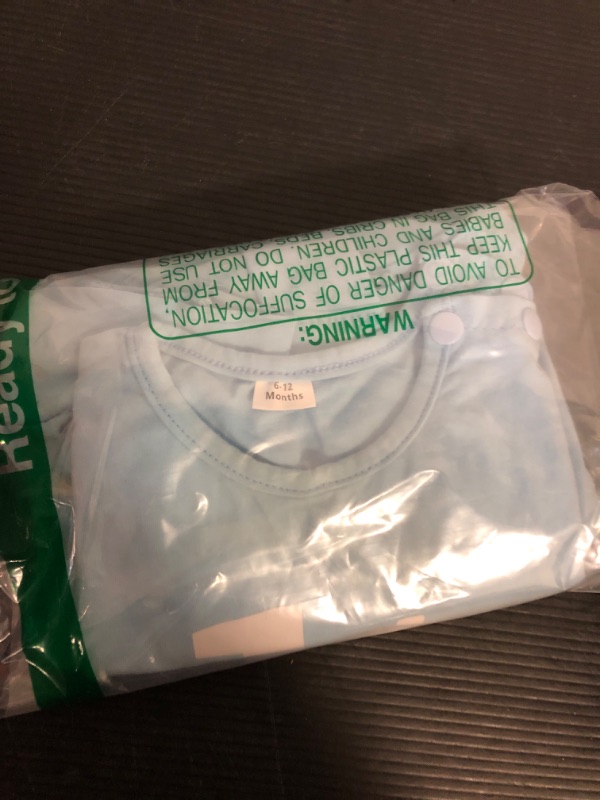 WARNING:
TO AVOID DANGER OF SUFFOCATION,
KEEP THIS PLASTIC BAG AWAY FROM
BABIES AND CHILDREN. DO NOT USE
THIS BAG IN CRIBS BEDS CARRIAGES
6-12
Months
Ready